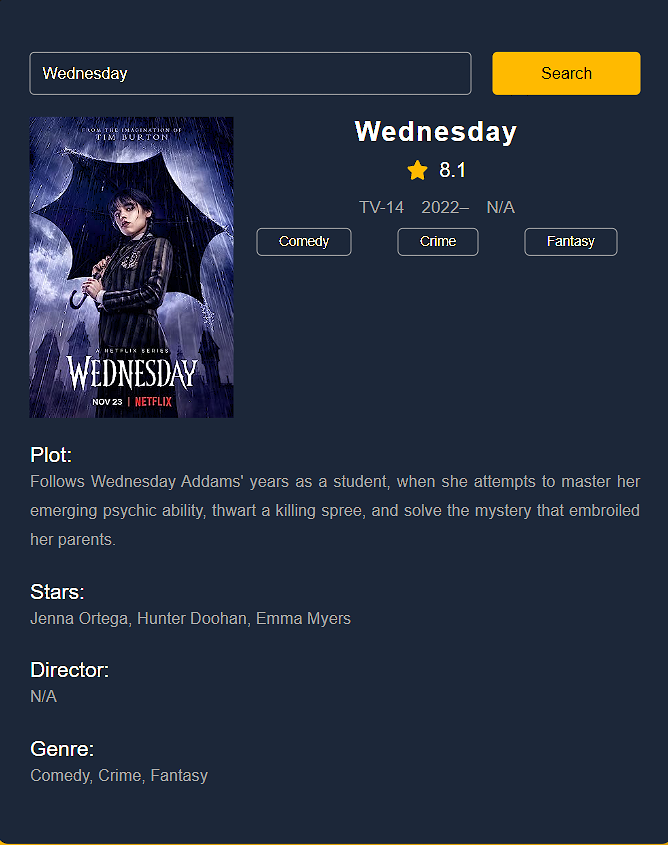 Wednesday
Search
FROM THE IMAGINATION OF
TIM BURTON
A NETFLIX SERIES
WEDNESDAY
NOV 23 | NETFLIX
Wednesday
8.1
TV-14 2022– N/A
Comedy Crime Fantasy
Plot:
Follows Wednesday Addams' years as a student, when she attempts to master her
emerging psychic ability, thwart a killing spree, and solve the mystery that embroiled
her parents.
Stars:
Jenna Ortega, Hunter Doohan, Emma Myers
Director:
N/A
Genre:
Comedy, Crime, Fantasy